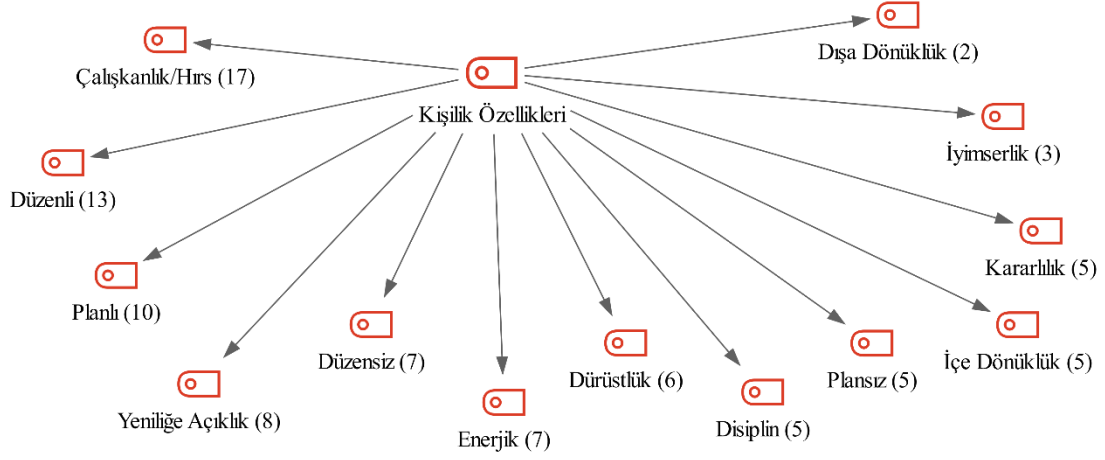 Dışa Dönüklük (2)
Çalışkanlık/Hırs (17)
Kişilik Özellikleri
İyimserlik (3)
Düzenli (13)
Kararlılık (5)
Planlı (10)
Düzensiz (7)
Dürüstlük (6)
Plansız (5)
İçe Dönüklük (5)
Yeniliğe Açıklık (8)
Enerjik (7)
Disiplin (5)